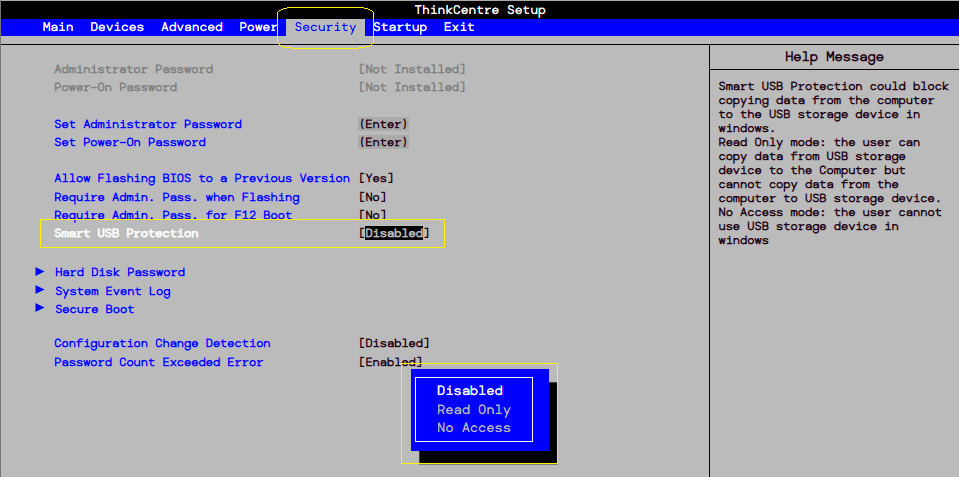 ThinkCentre Setup
Main Devices Advanced Power Security Startup Exit
Administrator Password [Not Installed]
Power-On Password [Not Installed]
Set Administrator Password (Enter)
Set Power-On Password (Enter)
Allow Flashing BIOS to a Previous Version [Yes]
Require Admin. Pass. when Flashing [No]
Require Admin. Pass. for F12 Boot [No]
Smart USB Protection [Disabled]
Hard Disk Password
System Event Log
Secure Boot
Configuration Change Detection [Disabled]
Password Count Exceeded Error [Enabled]
Disabled
Read Only
No Access
Help Message
Smart USB Protection could block
copying data from the computer
to the USB storage device in
windows.
Read Only mode: the user can
copy data from USB storage
device to the Computer but
cannot copy data from the
computer to USB storage device.
No Access mode: the user cannot
use USB storage device in
windows